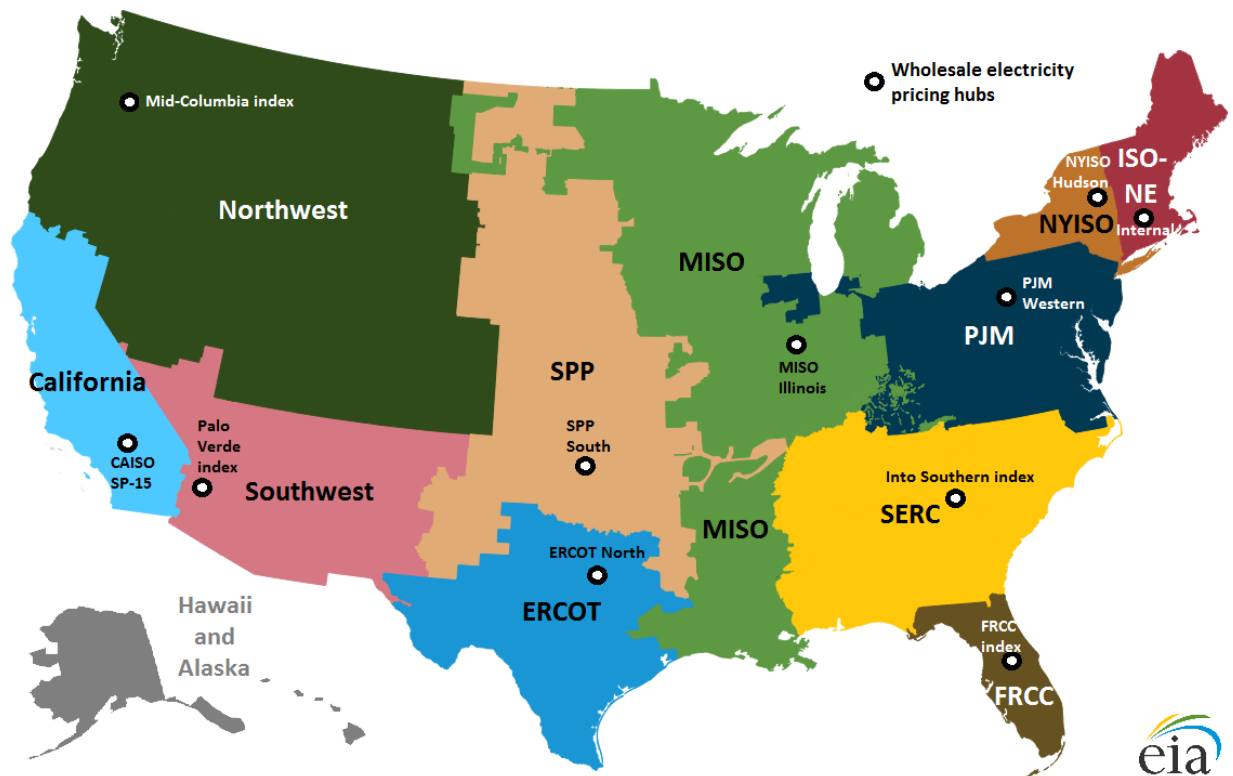 Wholesale electricity
pricing hubs
Mid-Columbia index
Northwest
MISO
NYISO
Hudson
ISO-
NE
Internal
NYISO
PJM
Western
PJM
MISO
Illinois
SPP
SPP
South
California
CAISO
SP-15
Palo
Verde
index
Southwest
Into Southern index
SERC
MISO
ERCOT North
ERCOT
FRCC
index
FRCC
Hawaii
and
Alaska
eia